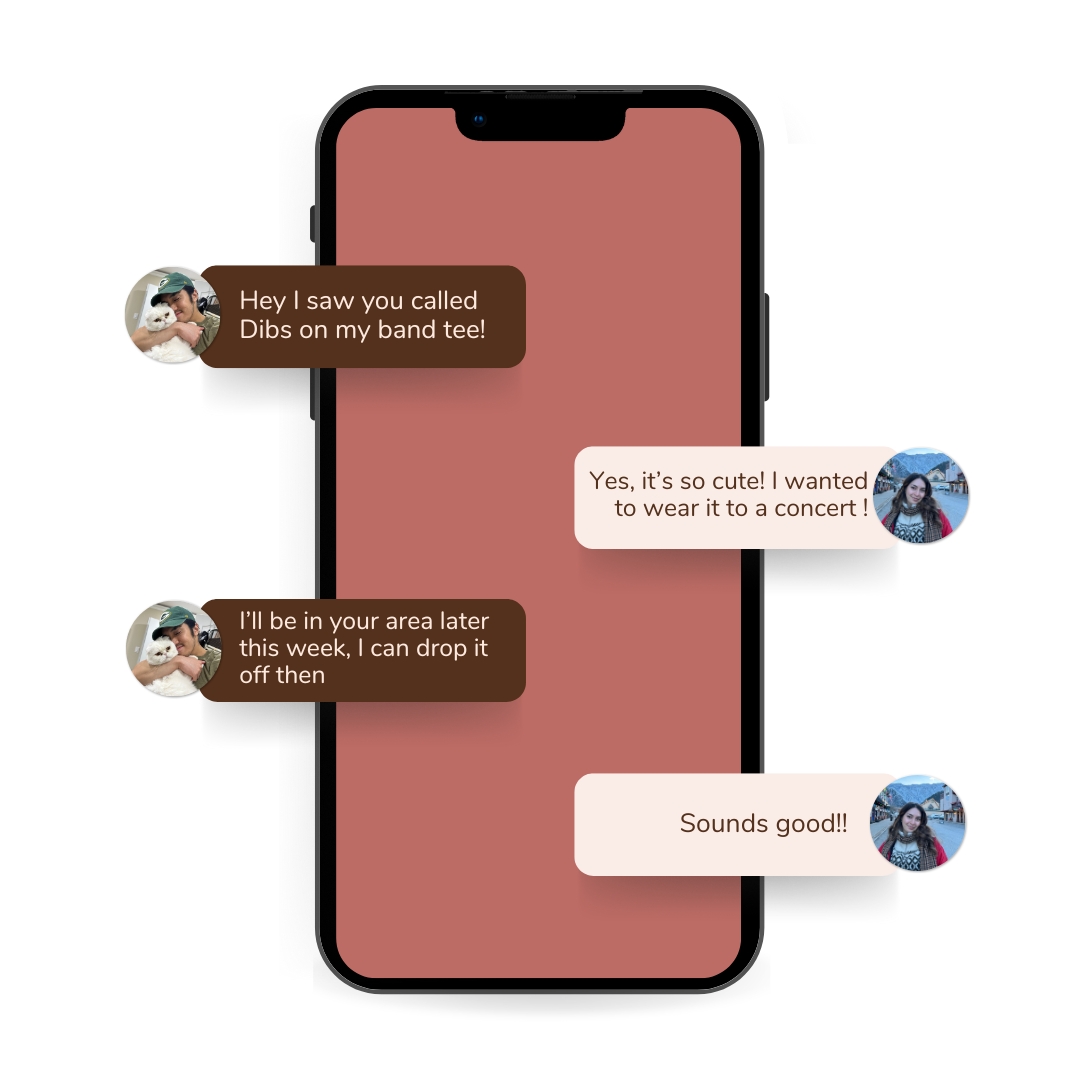 Hey I saw you called
Dibs on my band tee!
Yes, it’s so cute! I wanted
to wear it to a concert !
I’ll be in your area later
this week, I can drop it
off then
Sounds good!!